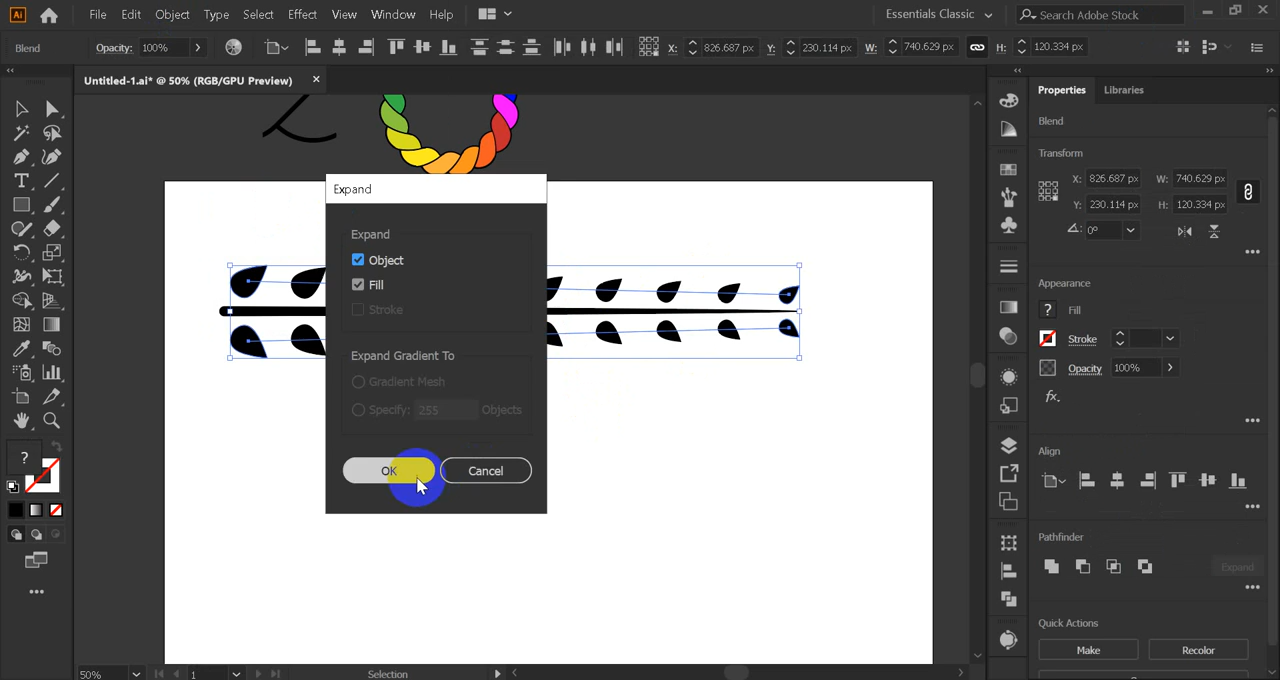 Ai File Edit Object Type Select Effect View Window Help Essentials Classic Search Adobe Stock
Blend Opacity: 100% X: 826.687 px Y: 230.114 px W: 740.629 px H: 120.334 px
Untitled-1.ai* @ 50% (RGB/GPU Preview)
Properties Libraries
Blend
Transform
X: 826.687 px W: 740.629 px
Y: 230.114 px H: 120.334 px
0°
Appearance
? Fill
Stroke
Opacity 100%
fx.
Align
Pathfinder
Expand
Quick Actions
Make Recolor
Expand
Expand
Object
Fill
Stroke
Expand Gradient To
Gradient Mesh
Specify: 255 Objects
OK Cancel
?
50% 1 Selection